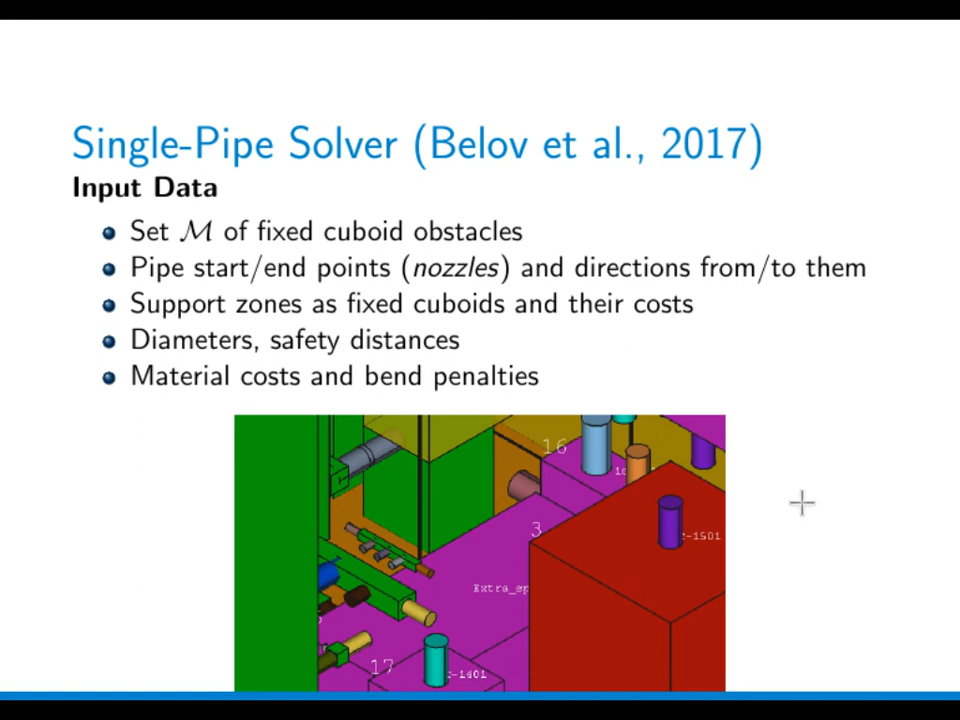 Single-Pipe Solver (Belov et al., 2017)
Input Data
Set M of fixed cuboid obstacles
Pipe start/end points (nozzles) and directions from/to them
Support zones as fixed cuboids and their costs
Diameters, safety distances
Material costs and bend penalties
16
3
Extra_sp
17